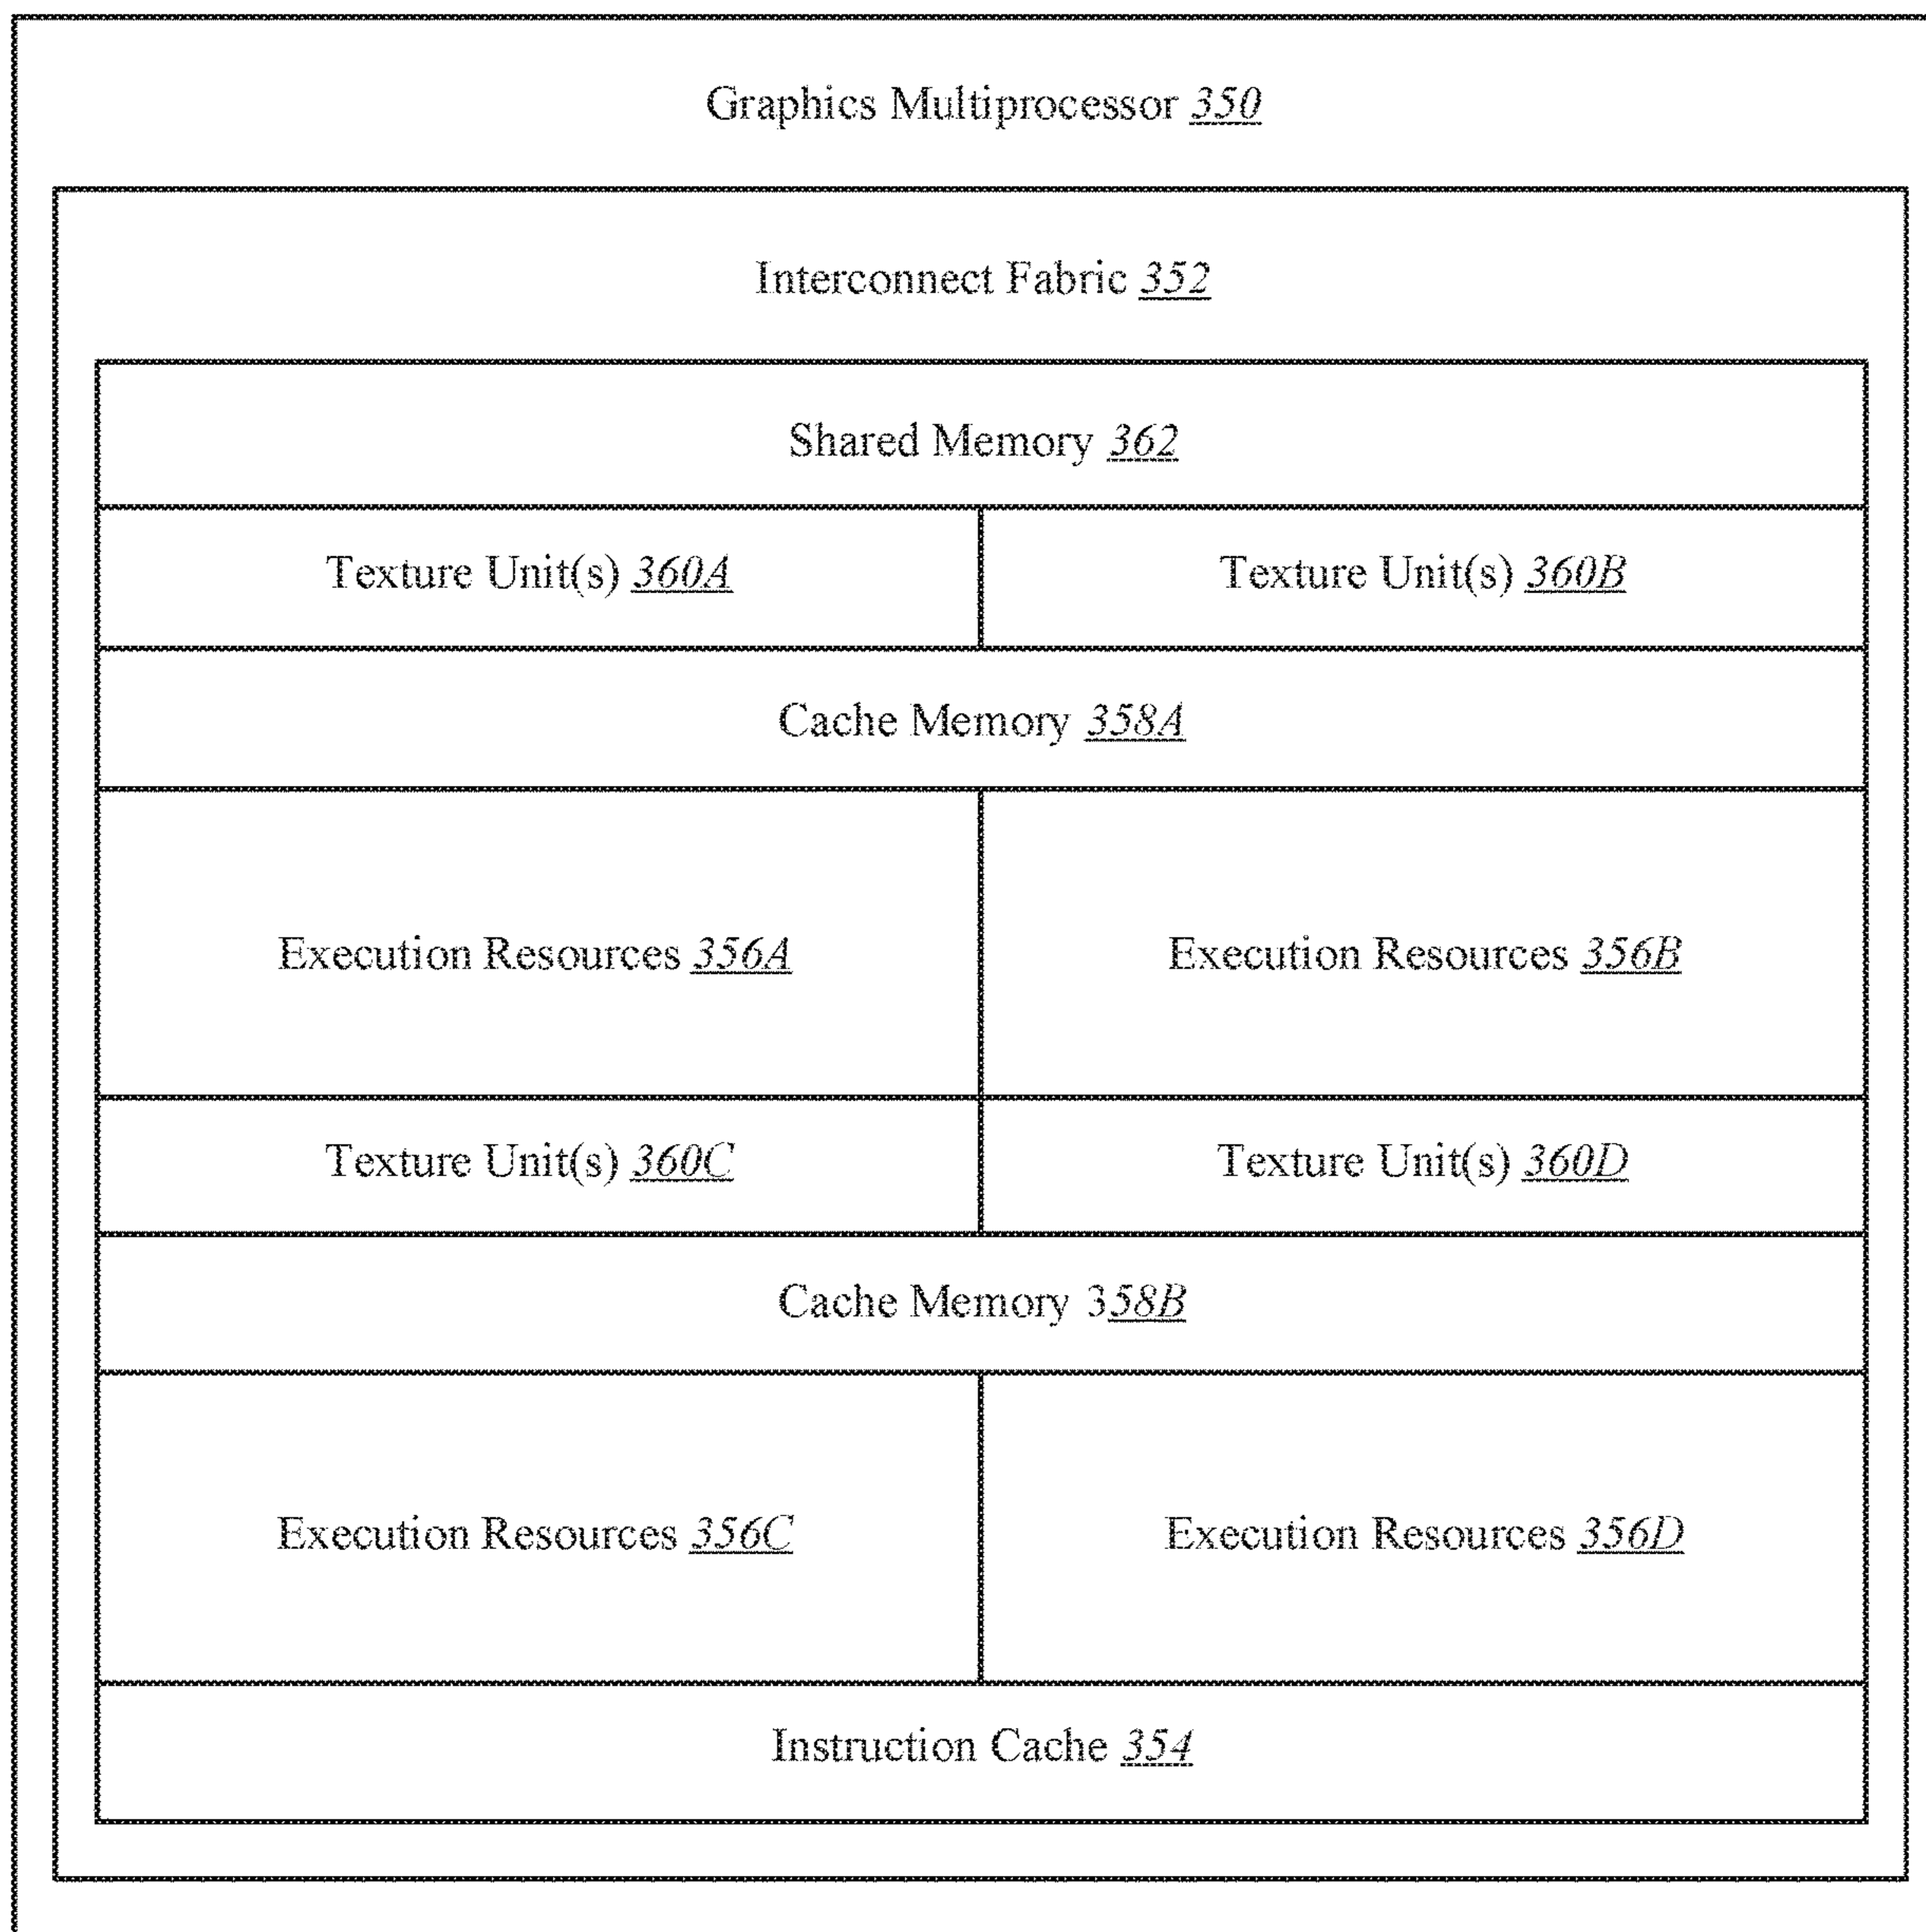 Graphics Multiprocessor 350
Interconnect Fabric 352
Shared Memory 362
Texture Unit(s) 360A
Texture Unit(s) 360B
Cache Memory 358A
Execution Resources 356A
Execution Resources 356B
Texture Unit(s) 360C
Texture Unit(s) 360D
Cache Memory 358B
Execution Resources 356C
Execution Resources 356D
Instruction Cache 354